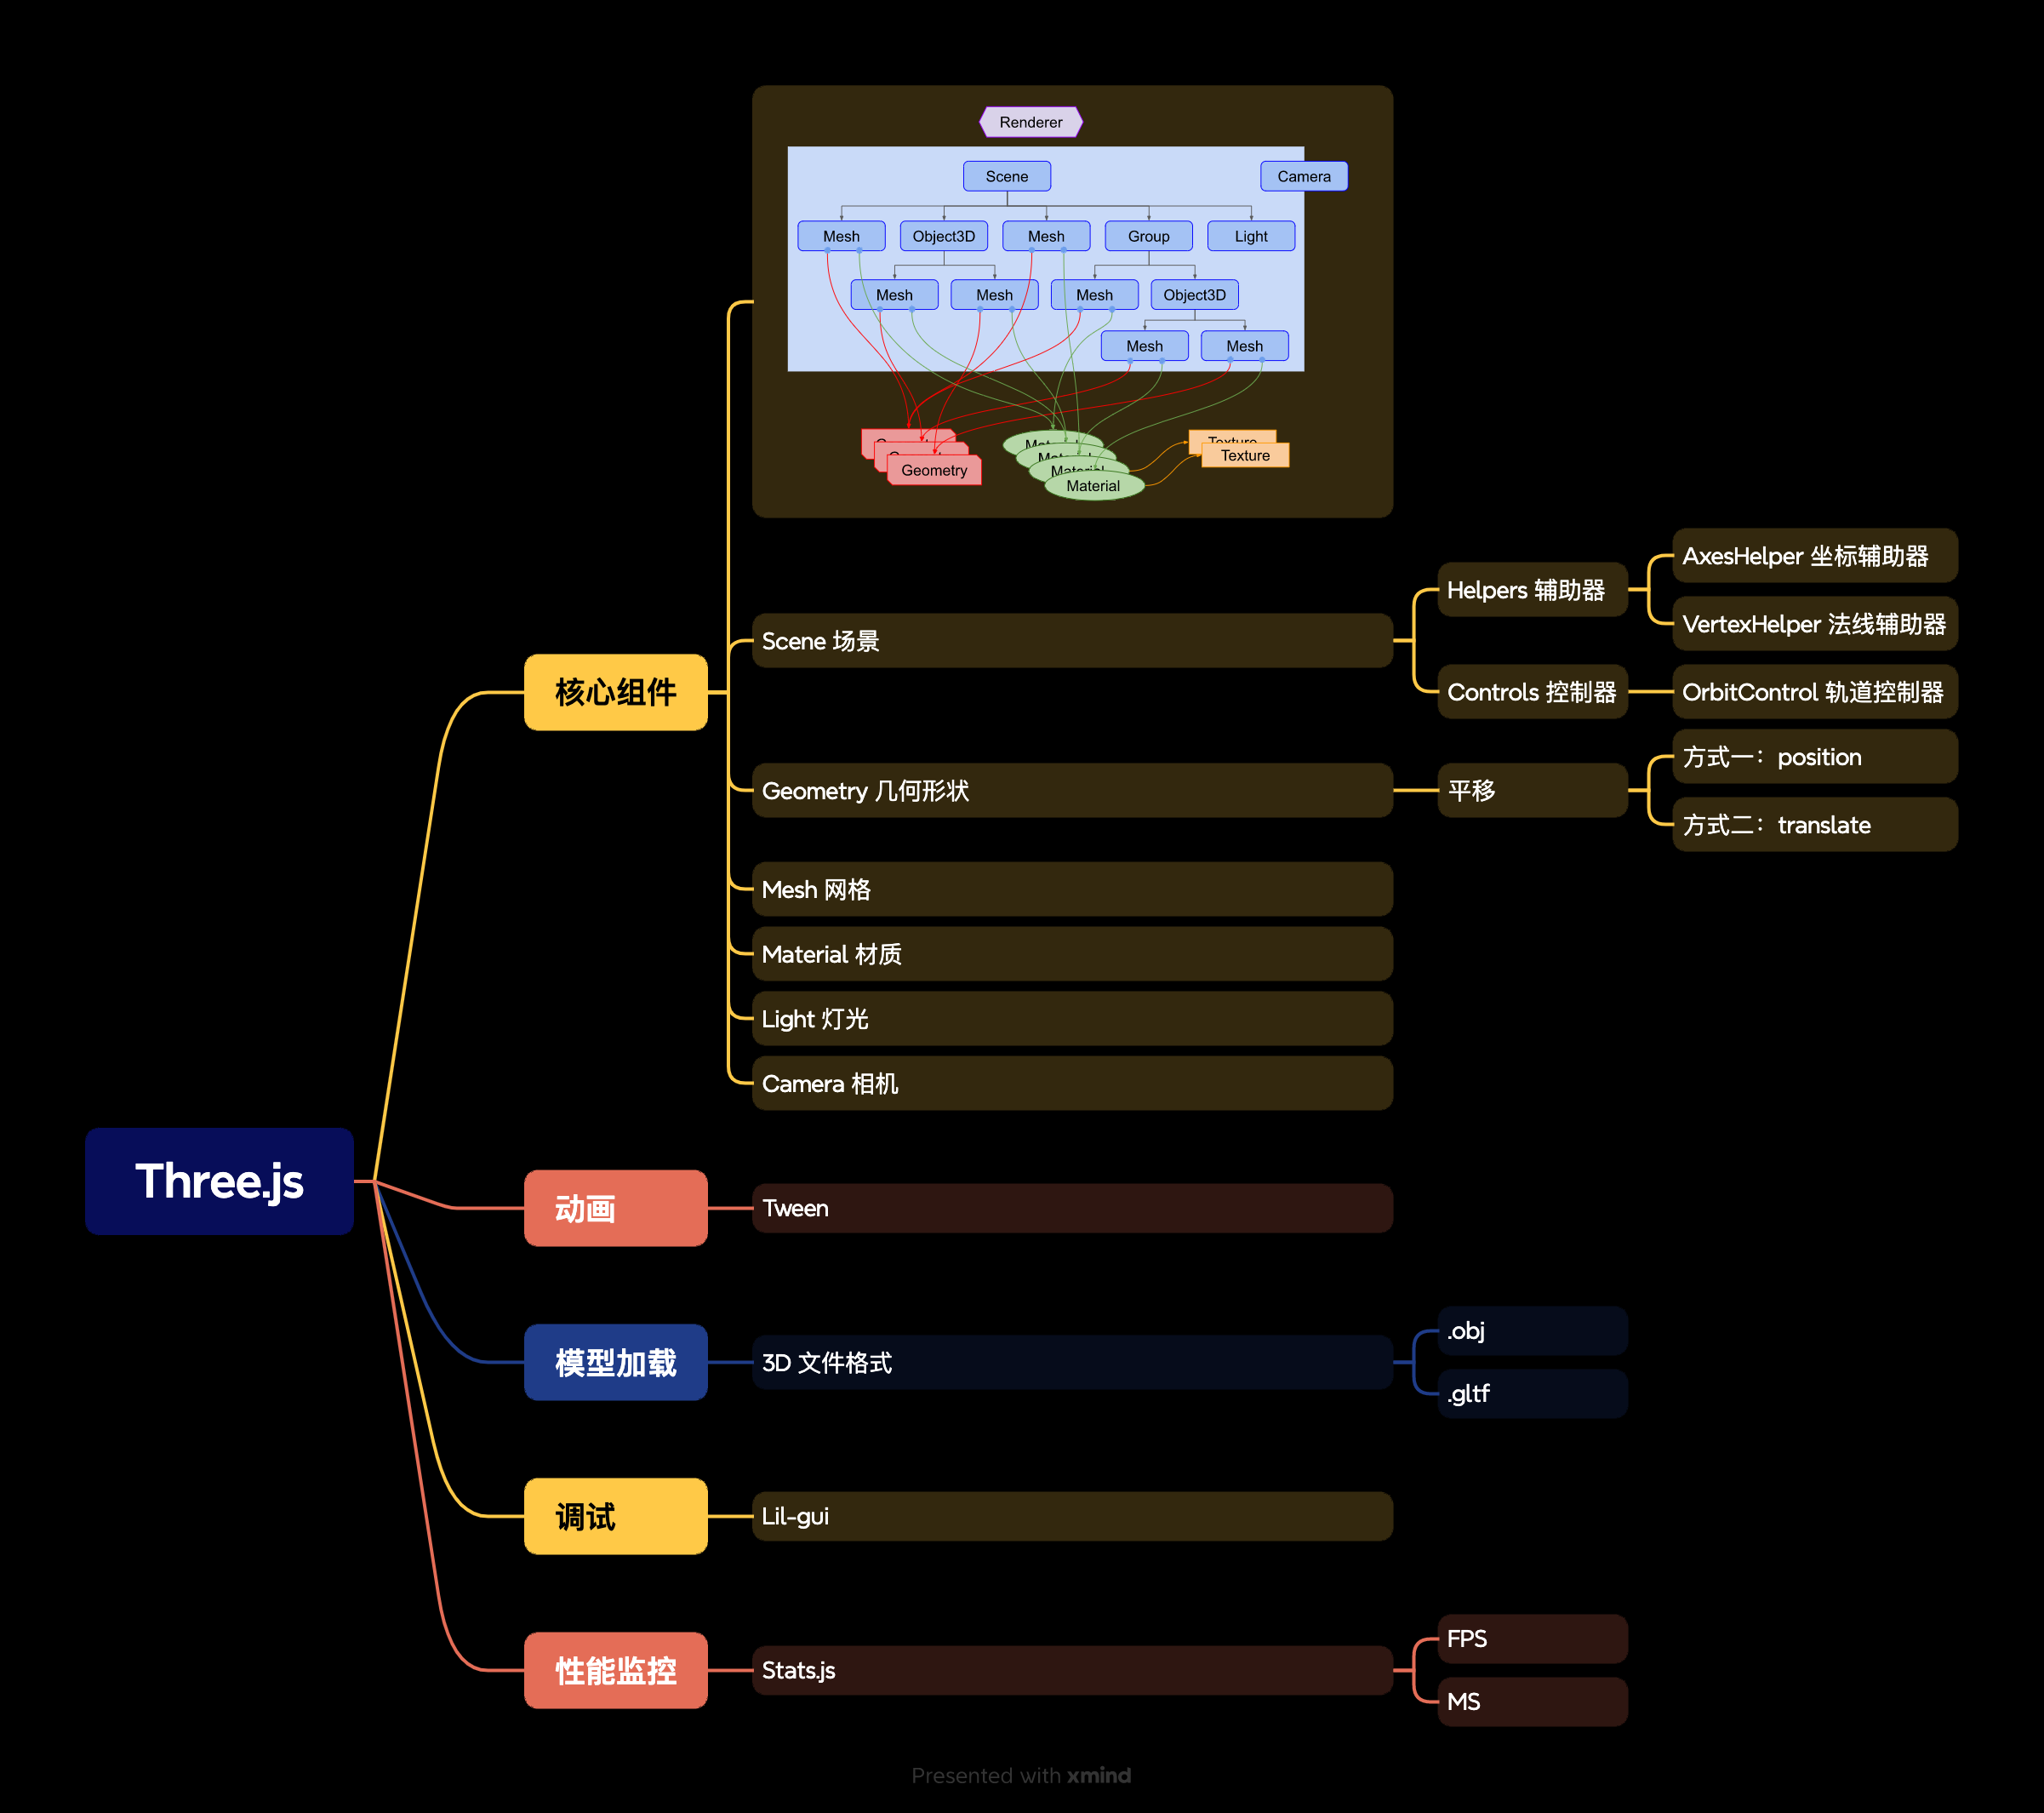 Renderer
Scene
Camera
Mesh
Object3D
Mesh
Group
Light
Mesh
Mesh
Mesh
Object3D
Mesh
Mesh
Geometry
Material
Texture
Texture
Material
Material
AxesHelper 坐标辅助器
Helpers 辅助器
VertexHelper 法线辅助器
Scene 场景
Controls 控制器
OrbitControl 轨道控制器
核心组件
方式一：position
Geometry 几何形状
平移
方式二：translate
Mesh 网格
Material 材质
Light 灯光
Camera 相机
Three.js
动画
Tween
模型加载
3D 文件格式
.obj
.gltf
调试
Lil-gui
性能监控
Stats.js
FPS
MS
Presented with xmind